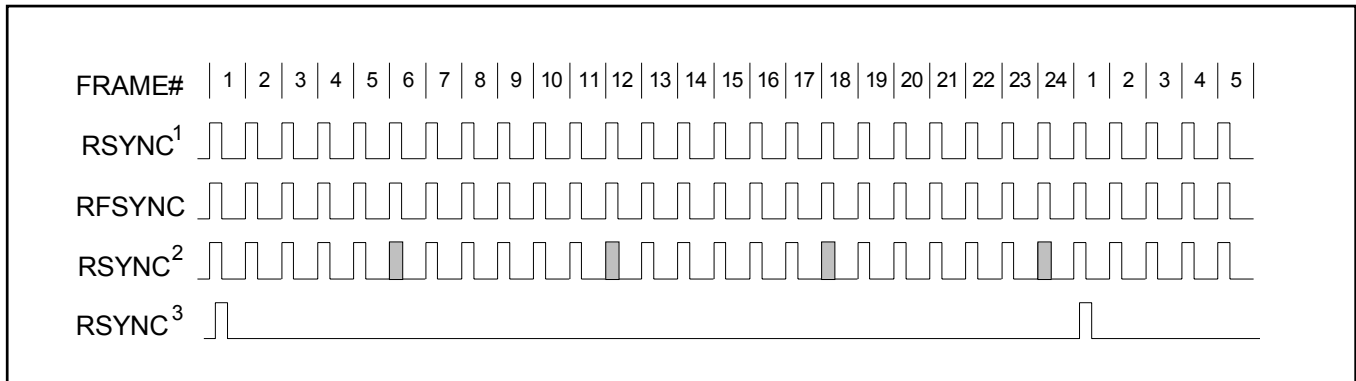 FRAME# 1 2 3 4 5 6 7 8 9 10 11 12 13 14 15 16 17 18 19 20 21 22 23 24 1 2 3 4 5
RSYNC¹
RFSYNC
RSYNC²
RSYNC³